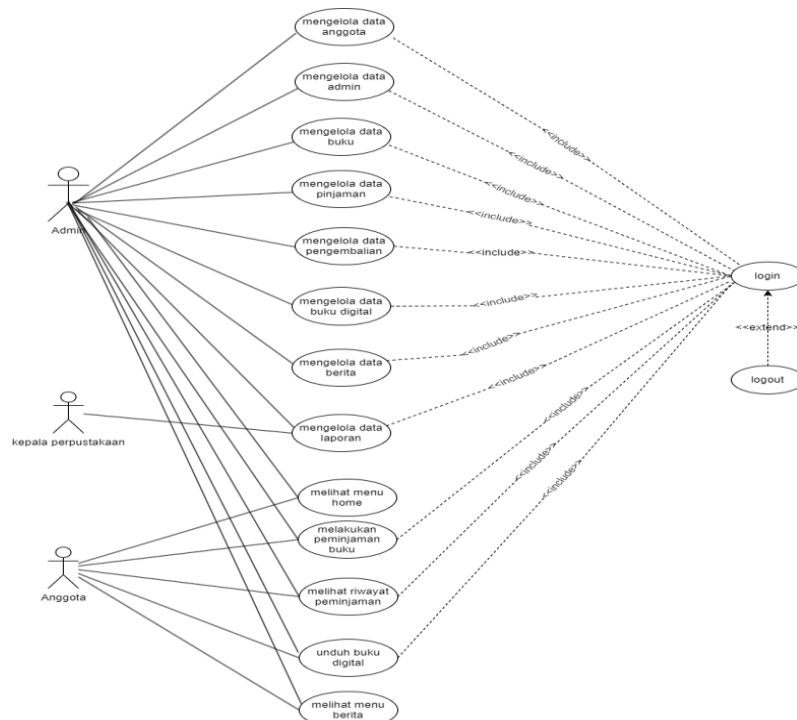 mengelola data
anggota
<<include>>
mengelola data
admin
<<include>>
mengelola data
buku
<<include>>
Admin
mengelola data
pinjaman
<<include>>
mengelola data
pengembalian
<<include>
login
mengelola data
buku digital
<<include>>
<<extend>>
mengelola data
berita
<<include>>
logout
kepala perpustakaan
mengelola data
laporan
<<include>>
melihat menu
home
<<include>>
melakukan
peminjaman
buku
<<include>>
Anggota
melihat riwayat
peminjaman
<<include>>
unduh buku
digital
melihat menu
berita